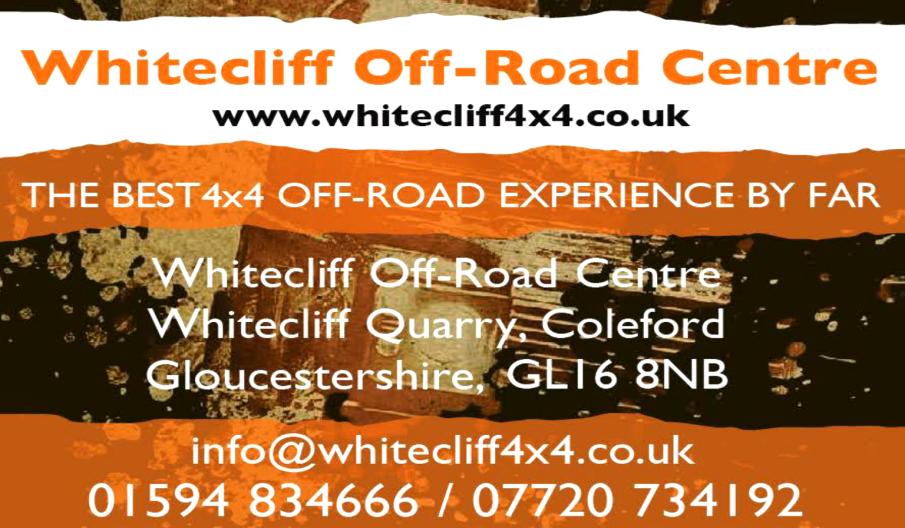 Whitecliff Off-Road Centre
www.whitecliff4x4.co.uk
THE BEST4x4 OFF-ROAD EXPERIENCE BY FAR
Whitecliff Off-Road Centre
Whitecliff Quarry, Coleford
Gloucestershire, GL16 8NB
info@whitecliff4x4.co.uk
01594 834666 / 07720 734192